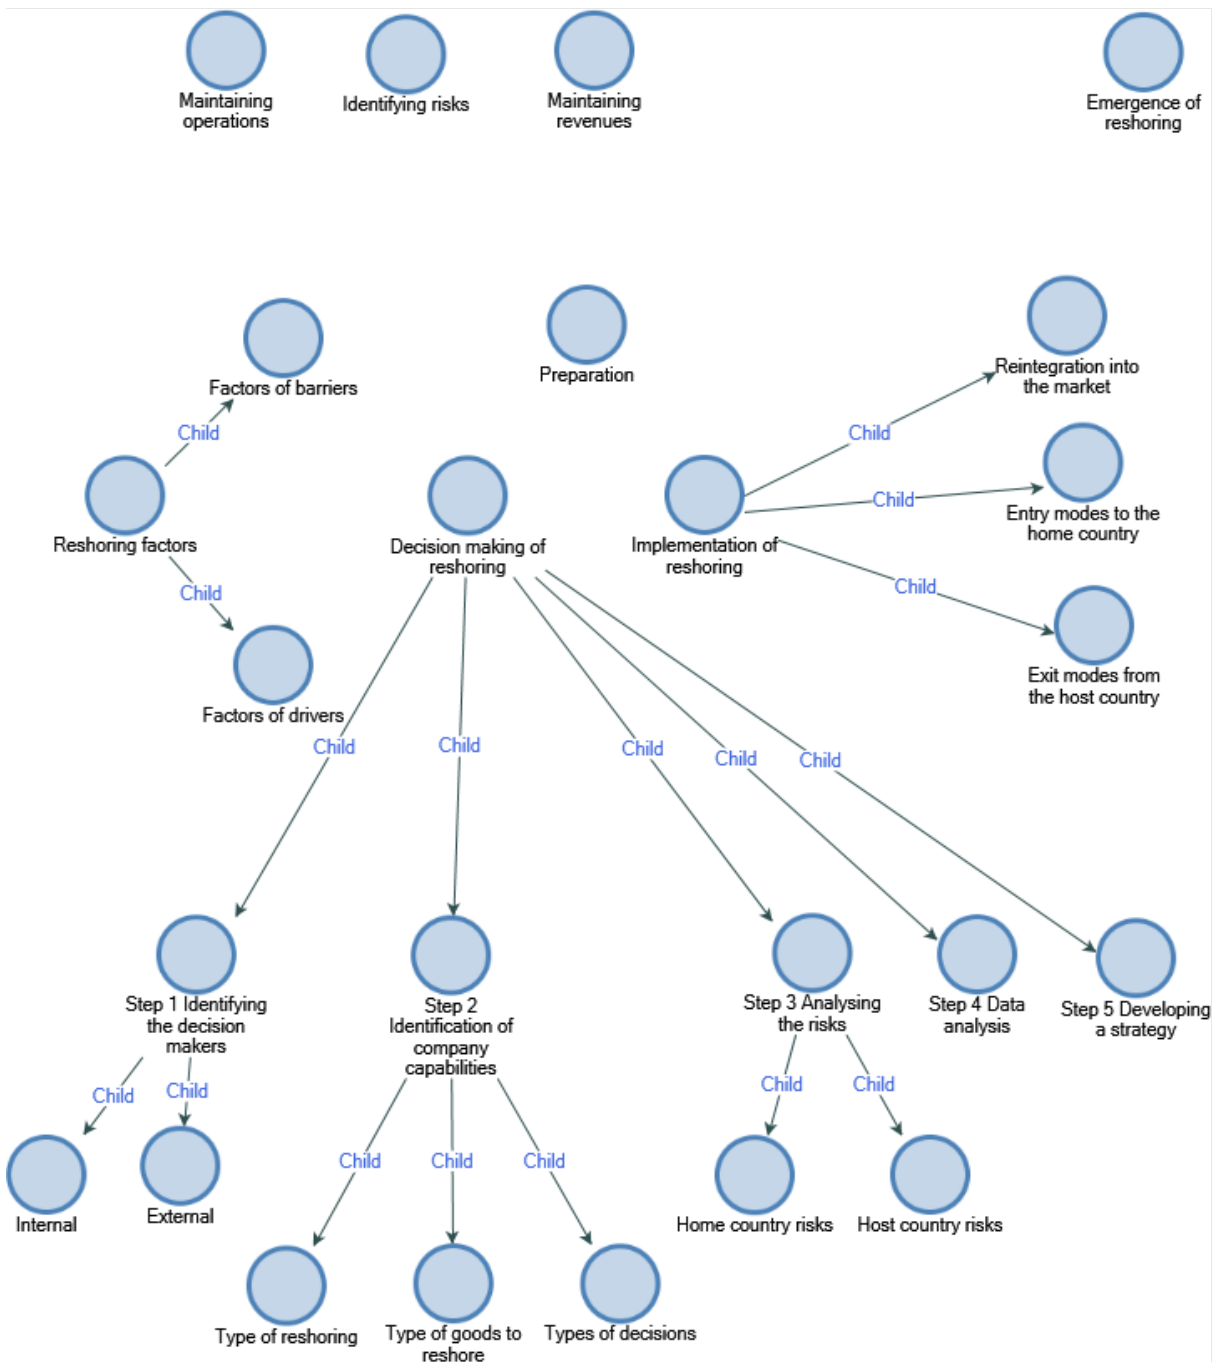 Maintaining
operations
Identifying risks
Maintaining
revenues
Emergence of
reshoring
Factors of barriers
Preparation
Reintegration into
the market
Child
Child
Child
Reshoring factors
Decision making of
reshoring
Implementation of
reshoring
Entry modes to the
home country
Child
Child
Factors of drivers
Exit modes from
the host country
Child
Child
Child
Child
Child
Step 1 Identifying
the decision
makers
Step 2
Identification of
company
capabilities
Step 3 Analysing
the risks
Step 4 Data
analysis
Step 5 Developing
a strategy
Child
Child
Child
Child
Child
Child
Child
Internal
External
Home country risks
Host country risks
Type of reshoring
Type of goods to
reshore
Types of decisions